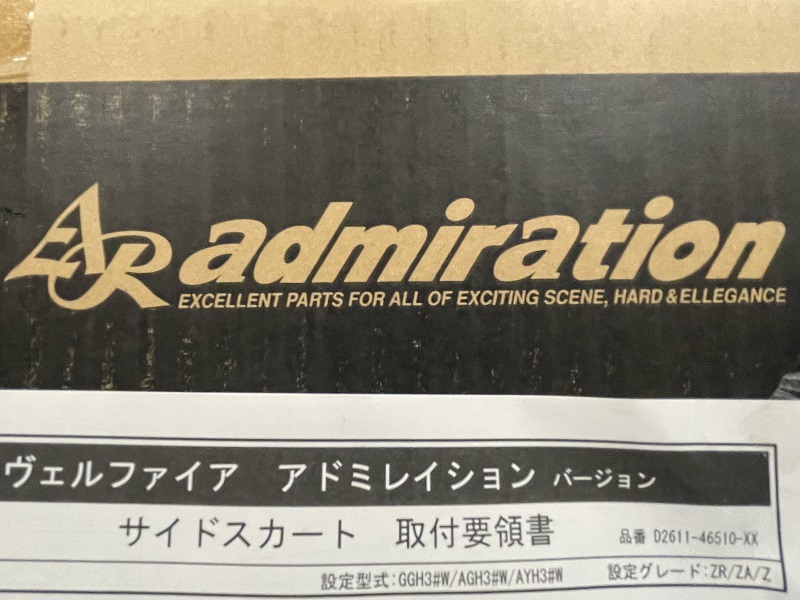 EAR admiration
EXCELLENT PARTS FOR ALL OF EXCITING SCENE, HARD & ELLEGANCE
ヴェルファイア アドミレイション バージョン
サイドスカート 取付要領書 品番 D2611-46510-XX
設定型式:GGH3#W/AGH3#W/AYH3#W 設定グレード:ZR/ZA/Z